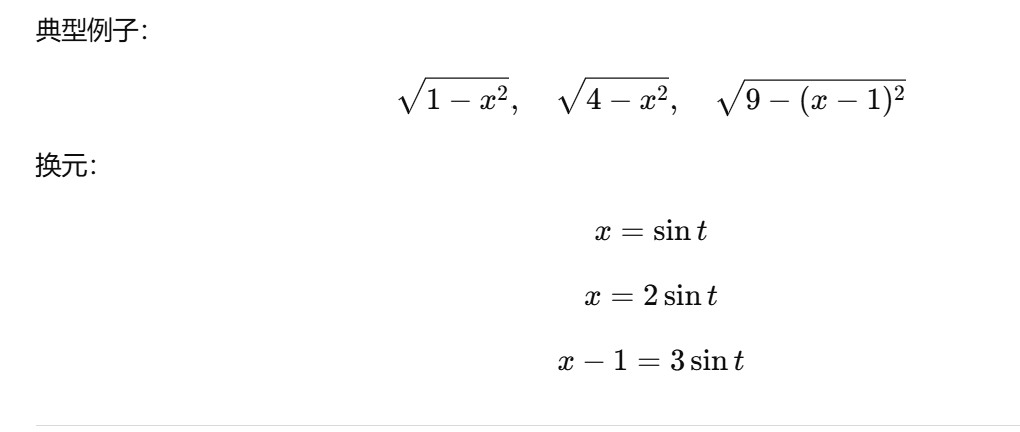 典型例子：
√(1 − x²),  √(4 − x²),  √(9 − (x − 1)²)
换元：
x = sin t
x = 2 sin t
x − 1 = 3 sin t